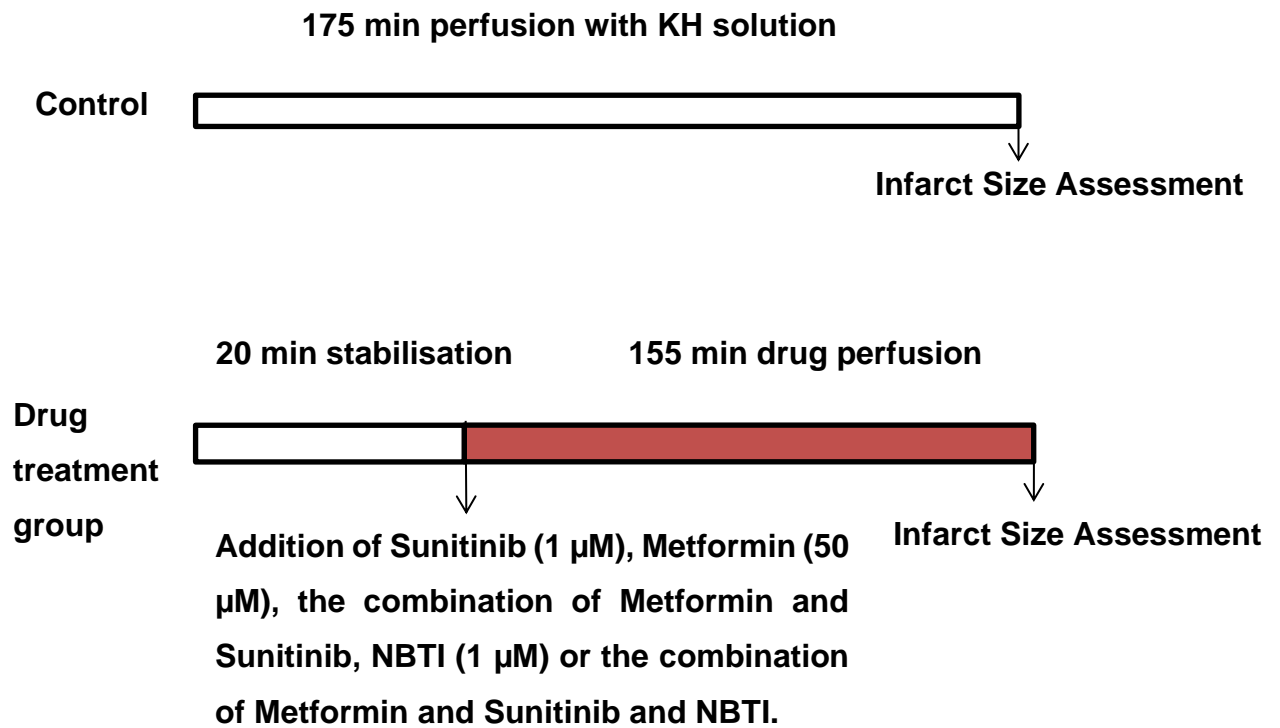 175 min perfusion with KH solution
Control
Infarct Size Assessment
20 min stabilisation
155 min drug perfusion
Drug
treatment
group
Addition of Sunitinib (1 µM), Metformin (50
µM), the combination of Metformin and
Sunitinib, NBTI (1 µM) or the combination
of Metformin and Sunitinib and NBTI.
Infarct Size Assessment